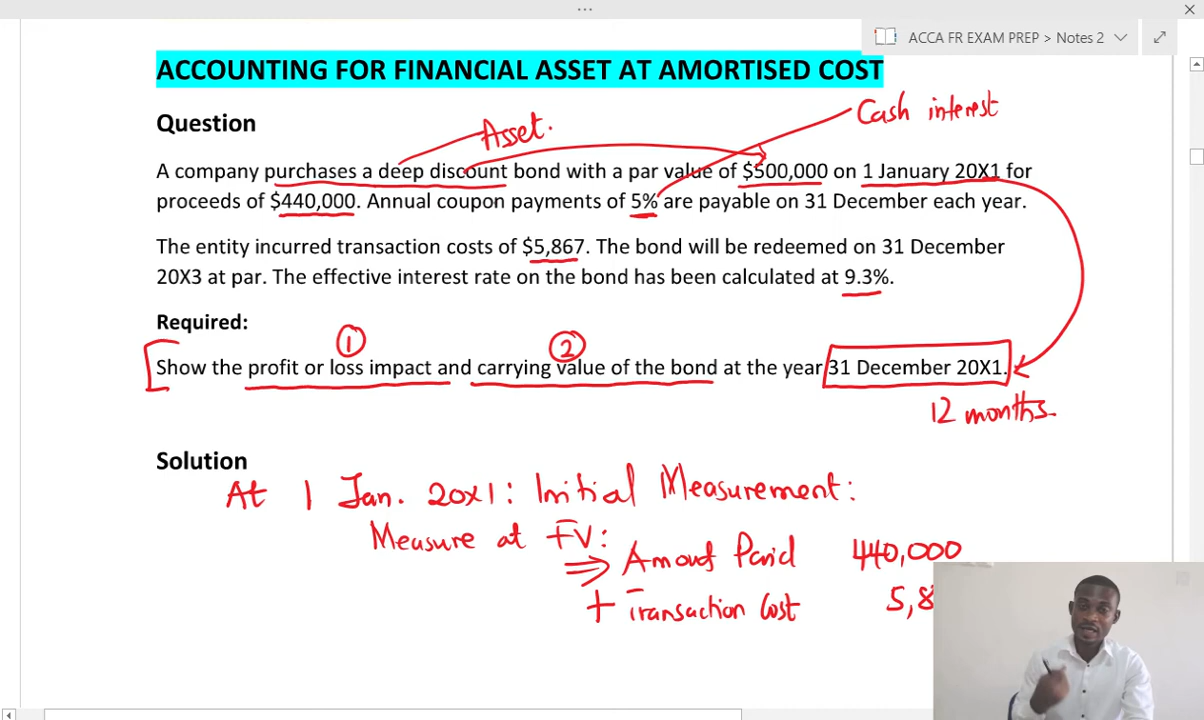 ACCA FR EXAM PREP > Notes 2
ACCOUNTING FOR FINANCIAL ASSET AT AMORTISED COST
Cash interest
Question
Asset.
A company purchases a deep discount bond with a par value of $500,000 on 1 January 20X1 for
proceeds of $440,000. Annual coupon payments of 5% are payable on 31 December each year.
The entity incurred transaction costs of $5,867. The bond will be redeemed on 31 December
20X3 at par. The effective interest rate on the bond has been calculated at 9.3%.
Required:
1 2
Show the profit or loss impact and carrying value of the bond at the year 31 December 20X1.
12 months
Solution
At 1 Jan. 20x1: Initial Measurement:
Measure at FV:
⇒ Amount Paid 440,000
+ Transaction Cost 5,8